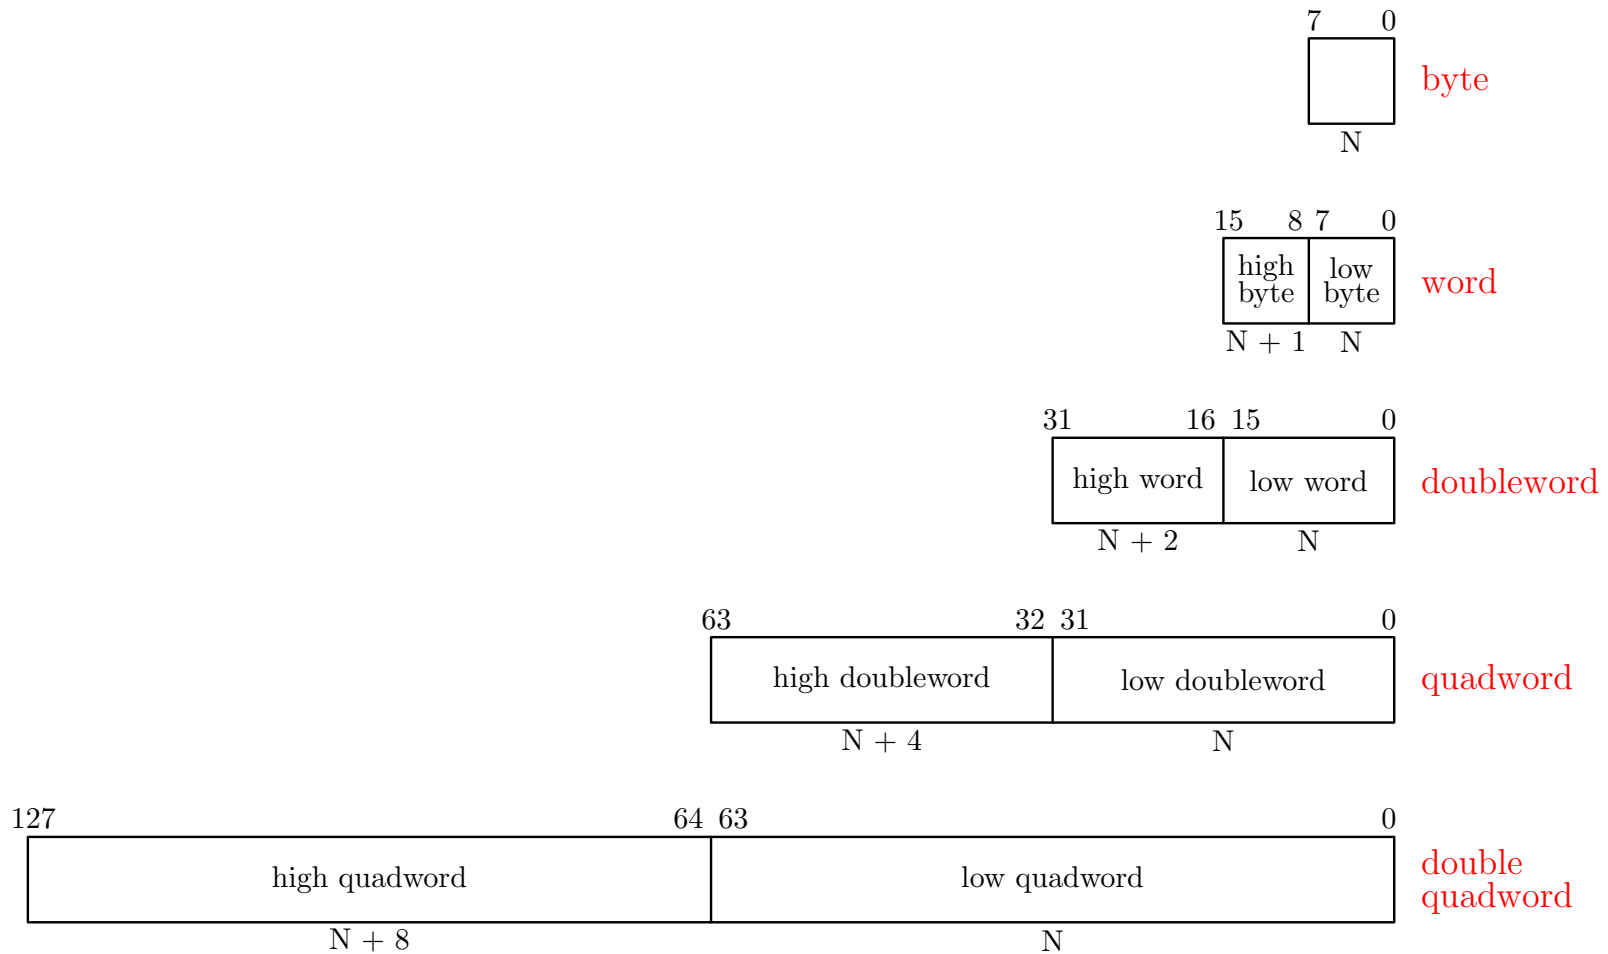 7 0
byte
N
15 8 7 0
high byte low byte
word
N + 1 N
31 16 15 0
high word low word
doubleword
N + 2 N
63 32 31 0
high doubleword low doubleword
quadword
N + 4 N
127 64 63 0
high quadword low quadword
double
quadword
N + 8 N